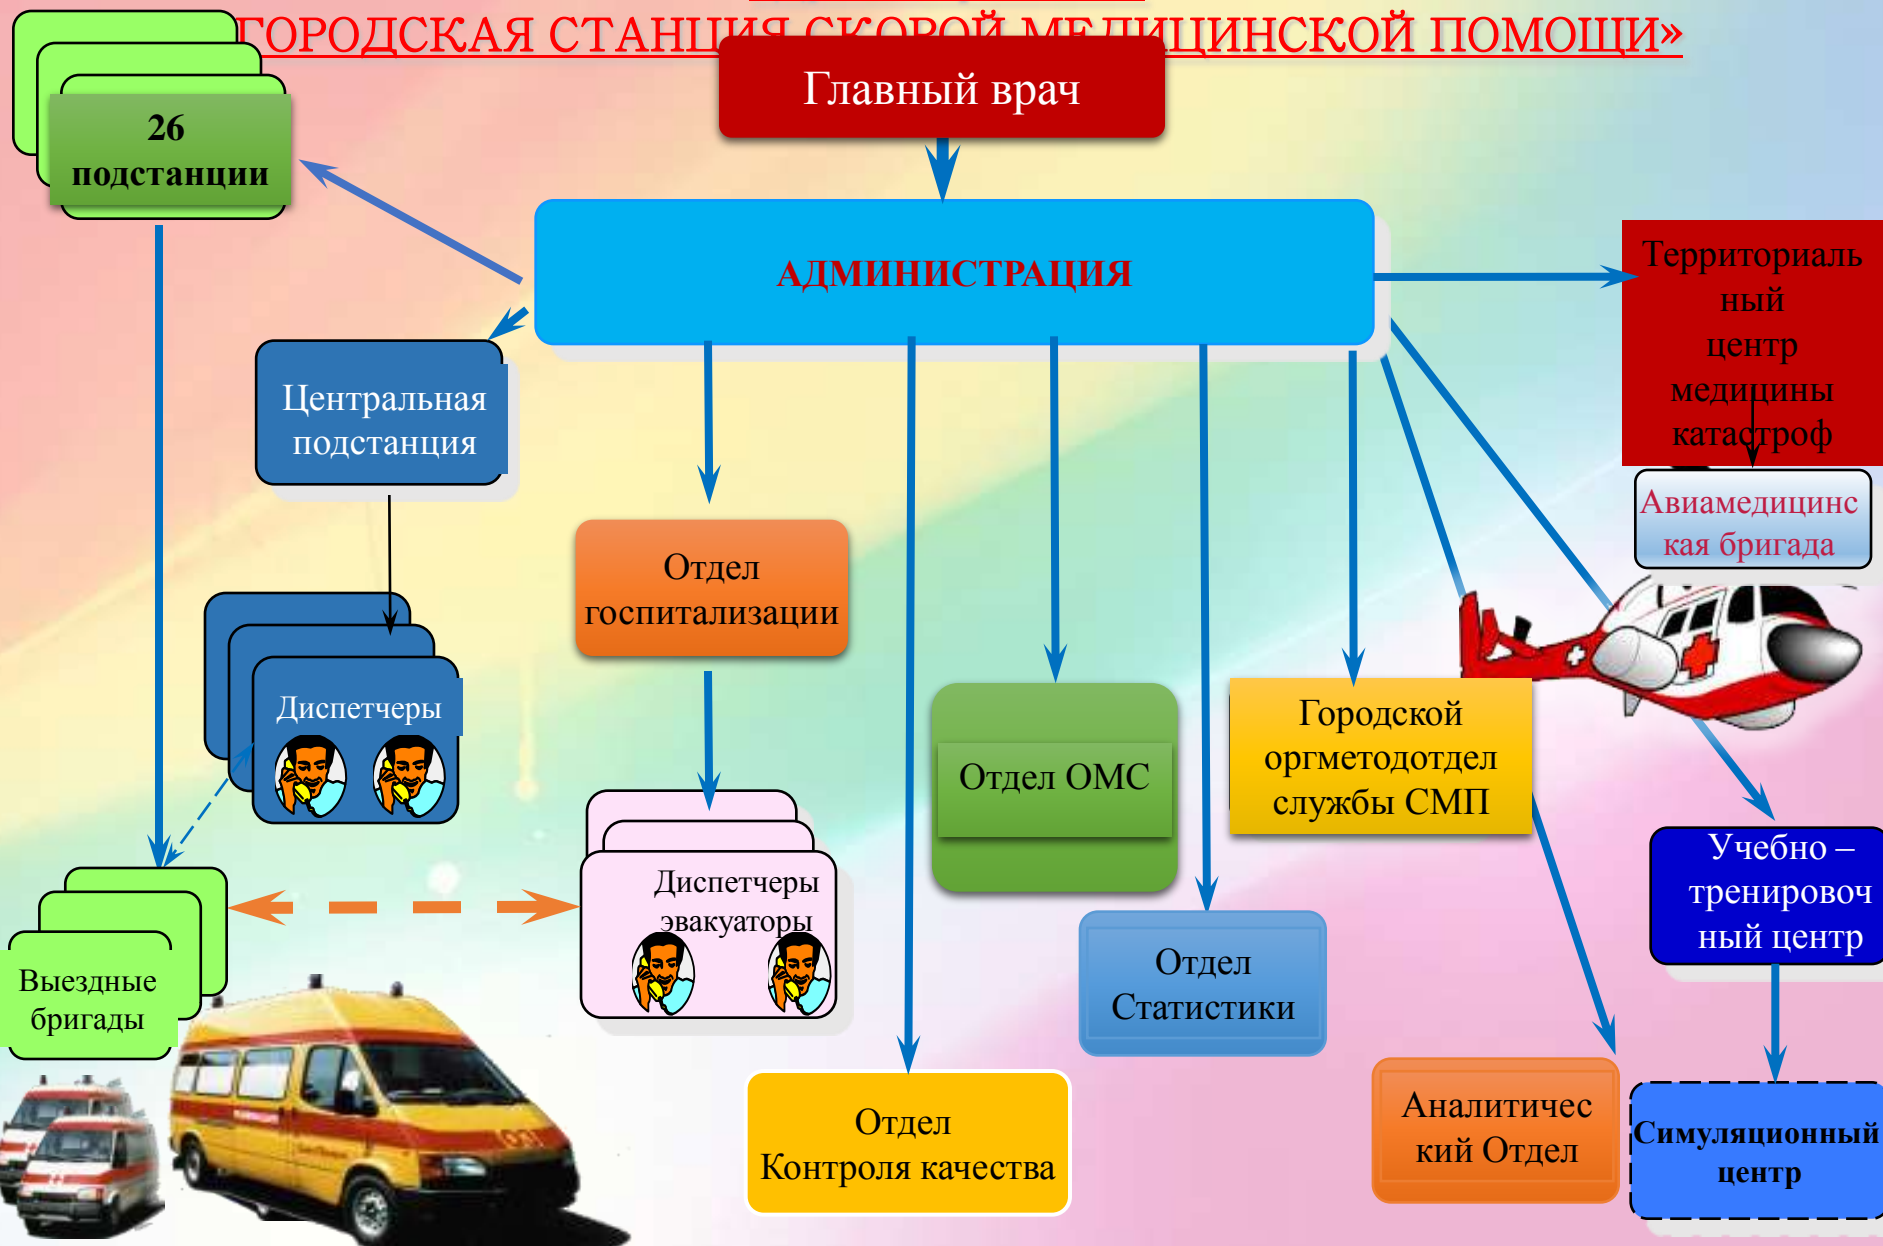 ГОРОДСКАЯ СТАНЦИЯ СКОРОЙ МЕДИЦИНСКОЙ ПОМОЩИ»
Главный врач
26
подстанции
АДМИНИСТРАЦИЯ
Территориаль
ный
центр
медицины
катастроф
Центральная
подстанция
Авиамедицинс
кая бригада
Отдел
госпитализации
Диспетчеры
Отдел ОМС
Городской
оргметодотдел
службы СМП
Учебно –
тренировоч
ный центр
Диспетчеры
эвакуаторы
Выездные
бригады
Отдел
Статистики
Отдел
Контроля качества
Аналитичес
кий Отдел
Симуляционный
центр